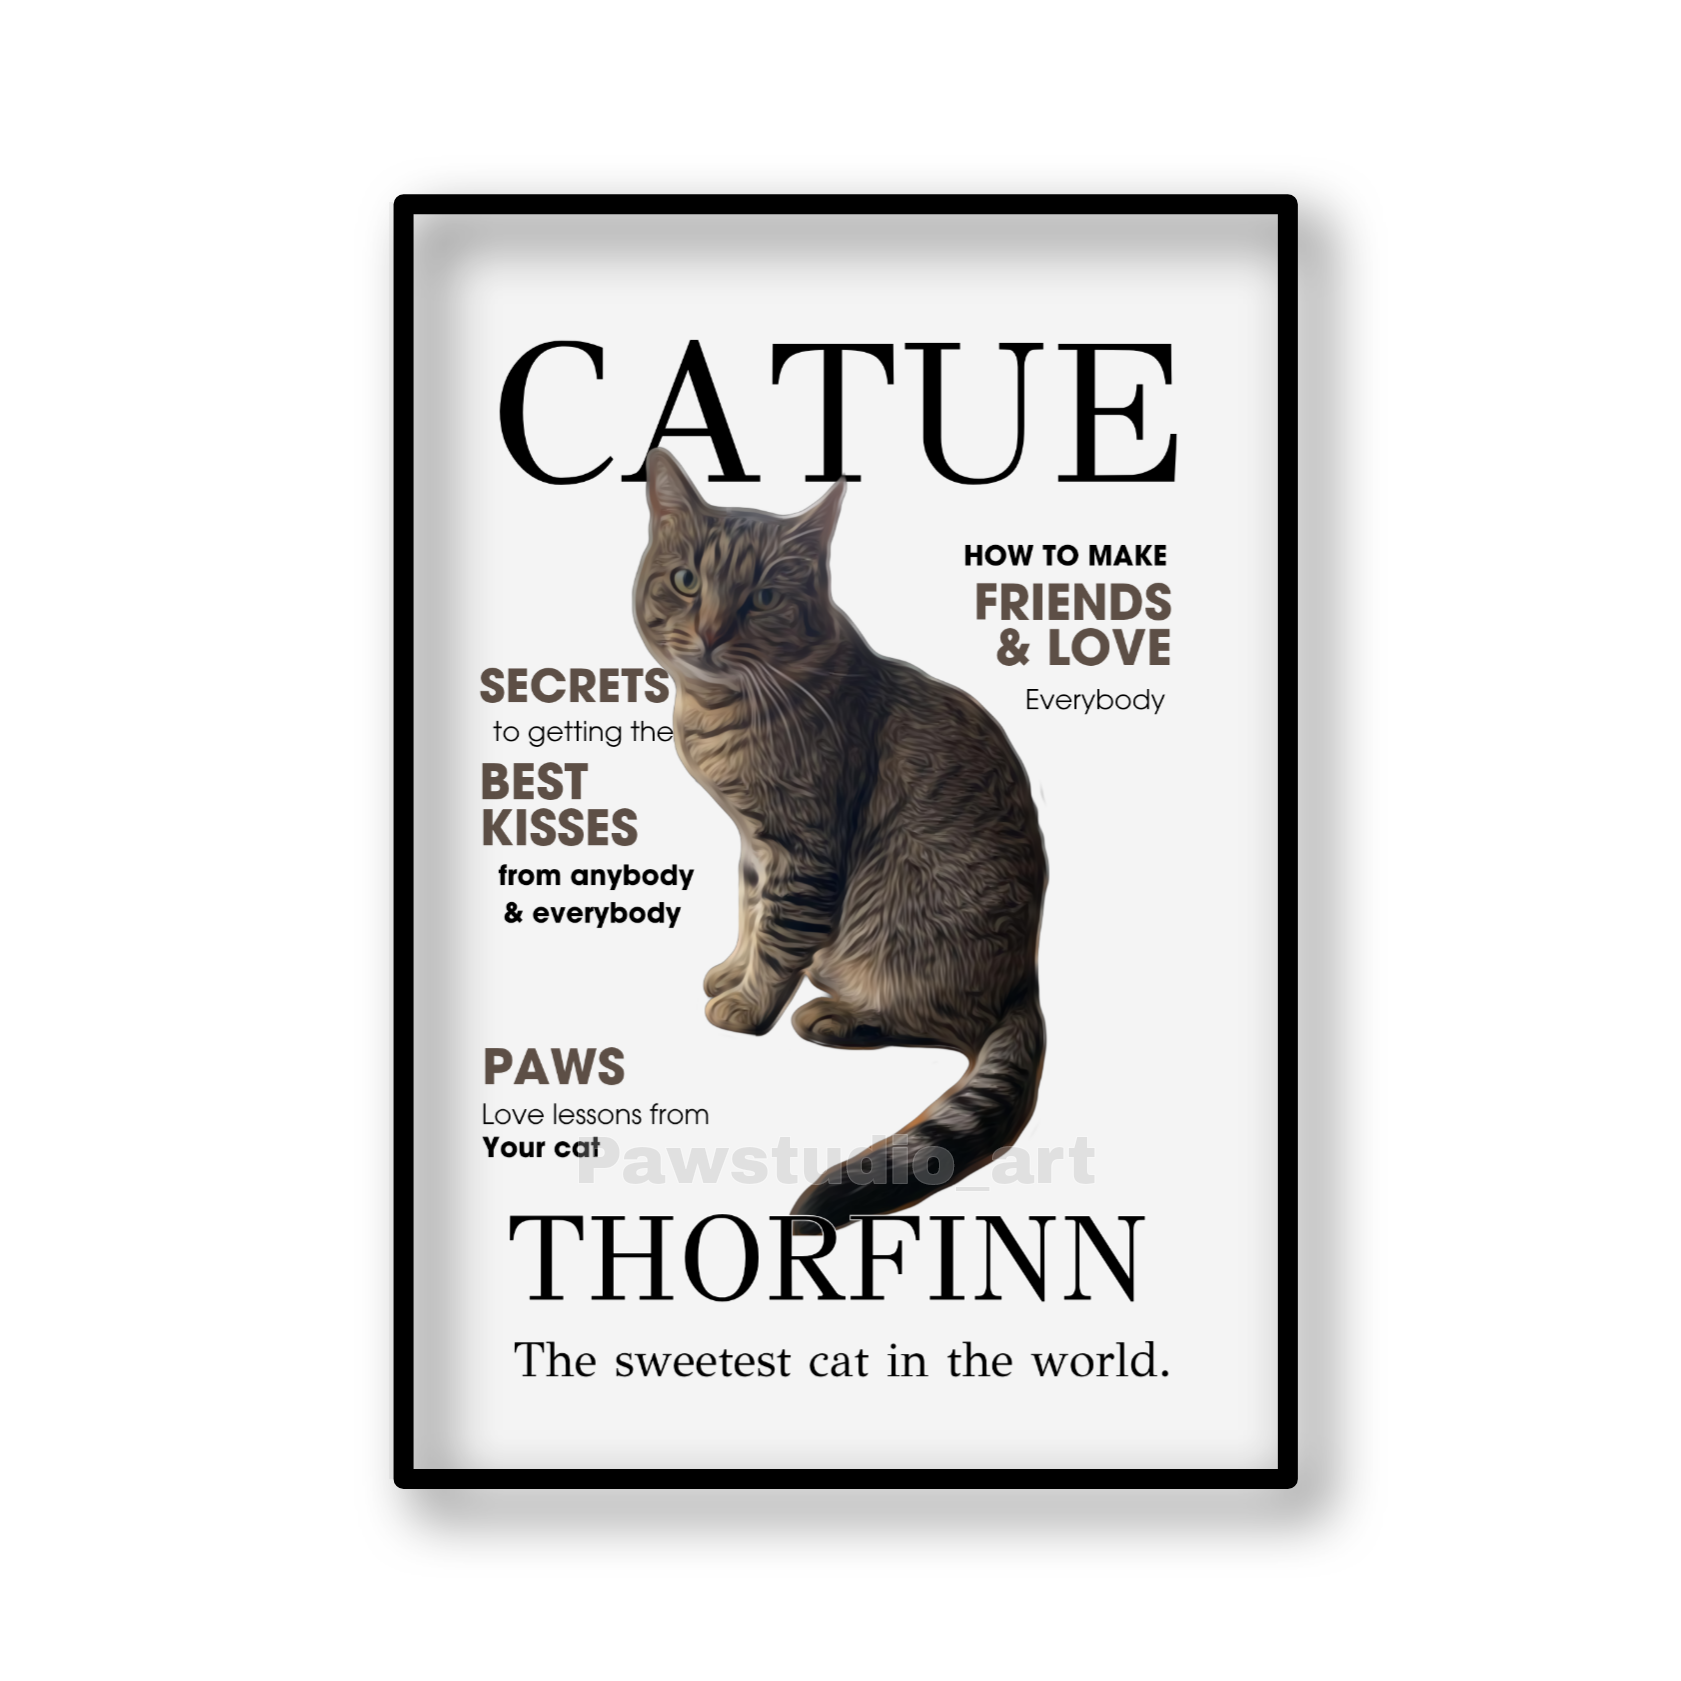 CATUE
HOW TO MAKE
FRIENDS
& LOVE
Everybody
SECRETS
to getting the
BEST
KISSES
from anybody
& everybody
PAWS
Love lessons from
Your cat
Pawstudio_art
THORFINN
The sweetest cat in the world.